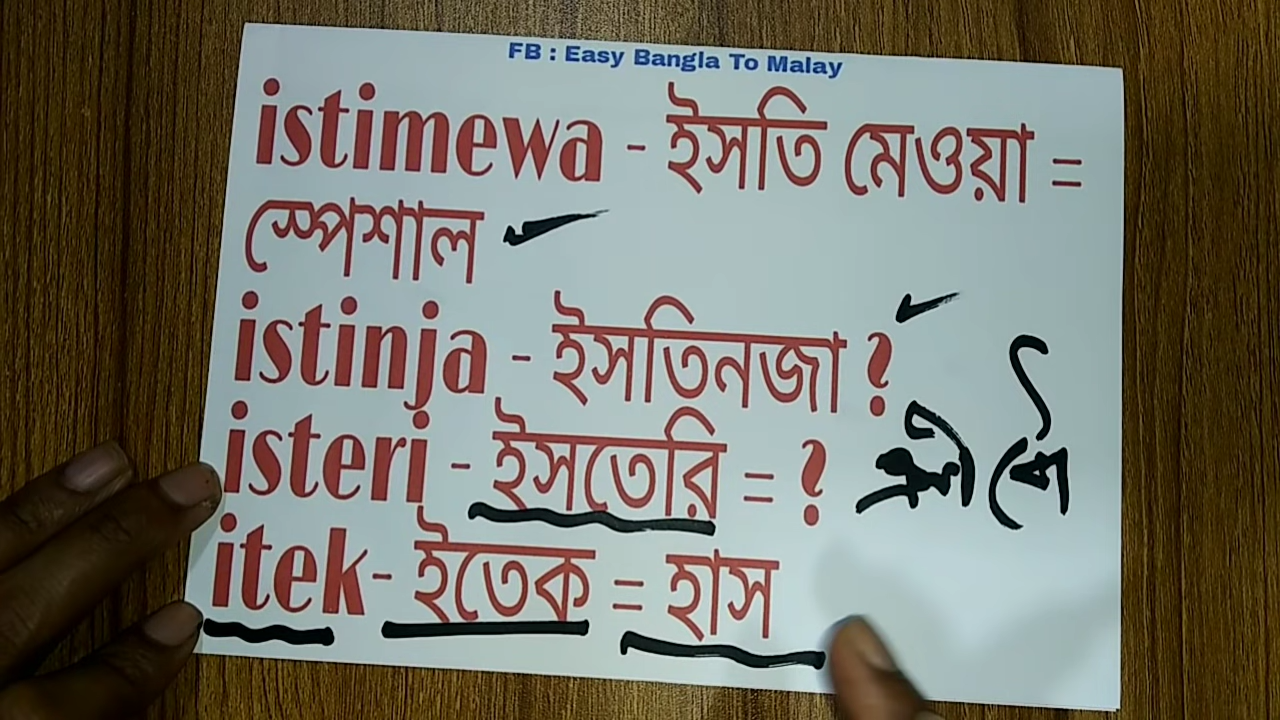 FB : Easy Bangla To Malay
istimewa - ইসতি মেওয়া =
স্পেশাল
istinja - ইসতিনজা ?
isteri - ইসতেরি = ?
itek- ইতেক = হাস